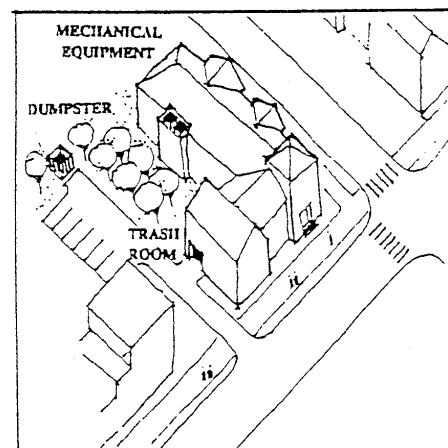 MECHANICAL
EQUIPMENT
DUMPSTER
TRASH
ROOM